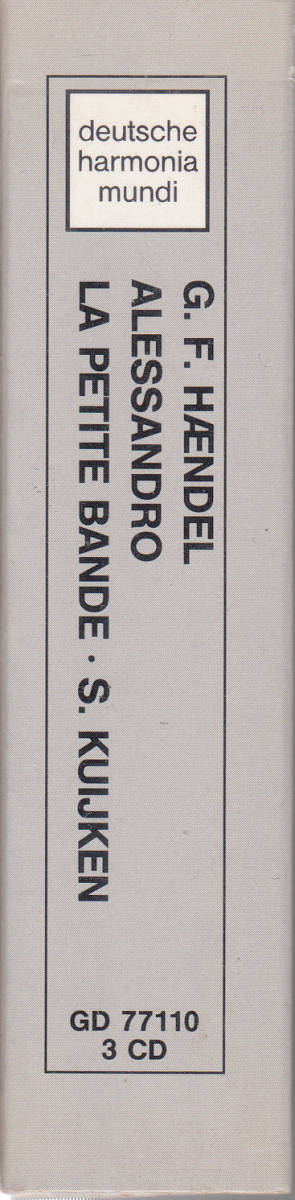 deutsche
harmonia
mundi
G. F. HÆNDEL
ALESSANDRO
LA PETITE BANDE · S. KUIJKEN
GD 77110
3 CD